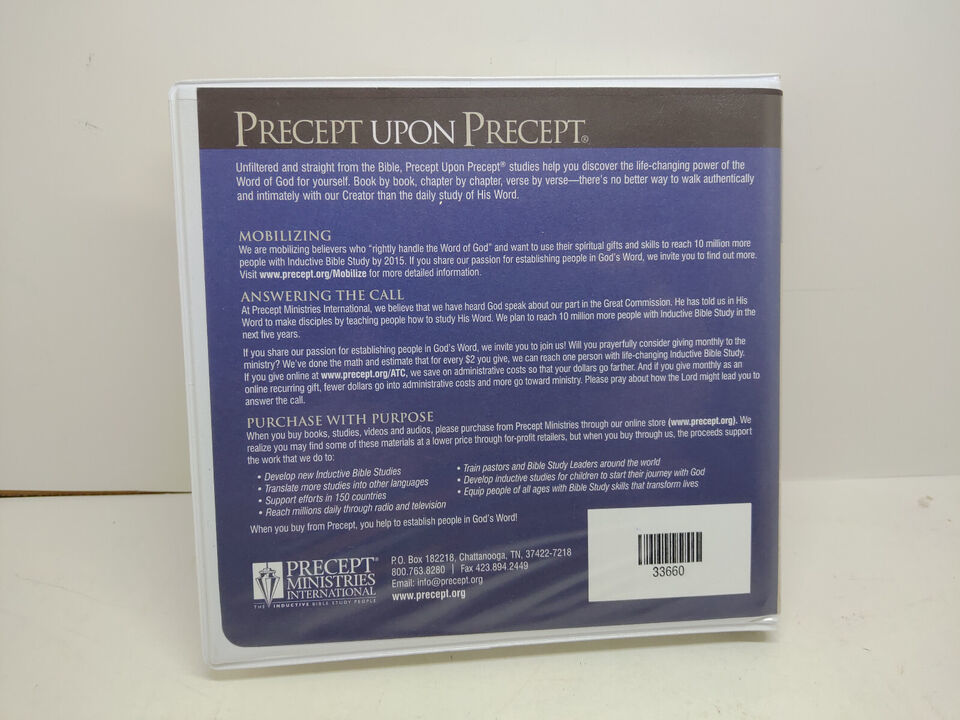 PRECEPT UPON PRECEPT®
Unfiltered and straight from the Bible, Precept Upon Precept® studies help you discover the life-changing power of the
Word of God for yourself. Book by book, chapter by chapter, verse by verse—there's no better way to walk authentically
and intimately with our Creator than the daily study of His Word.
MOBILIZING
We are mobilizing believers who "rightly handle the Word of God" and want to use their spiritual gifts and skills to reach 10 million more
people with Inductive Bible Study by 2015. If you share our passion for establishing people in God's Word, we invite you to find out more.
Visit www.precept.org/Mobilize for more detailed information.
ANSWERING THE CALL
At Precept Ministries International, we believe that we have heard God speak about our part in the Great Commission. He has told us in His
Word to make disciples by teaching people how to study His Word. We plan to reach 10 million more people with Inductive Bible Study in the
next five years.
If you share our passion for establishing people in God's Word, we invite you to join us! Will you prayerfully consider giving monthly to the
ministry? We've done the math and estimate that for every $2 you give, we can reach one person with life-changing Inductive Bible Study.
If you give online at www.precept.org/ATC, we save on administrative costs so that your dollars go farther. And if you give monthly as an
online recurring gift, fewer dollars go into administrative costs and more go toward ministry. Please pray about how the Lord might lead you to
answer the call.
PURCHASE WITH PURPOSE
When you buy books, studies, videos and audios, please purchase from Precept Ministries through our online store (www.precept.org). We
realize you may find some of these materials at a lower price through for-profit retailers, but when you buy through us, the proceeds support
the work that we do to:
• Develop new Inductive Bible Studies
• Translate more studies into other languages
• Support efforts in 150 countries
• Reach millions daily through radio and television
• Train pastors and Bible Study Leaders around the world
• Develop inductive studies for children to start their journey with God
• Equip people of all ages with Bible Study skills that transform lives
When you buy from Precept, you help to establish people in God's Word!
PRECEPT®
MINISTRIES
INTERNATIONAL
THE INDUCTIVE BIBLE STUDY PEOPLE
P.O. Box 182218, Chattanooga, TN, 37422-7218
800.763.8280 | Fax 423.894.2449
Email: info@precept.org
www.precept.org
33660